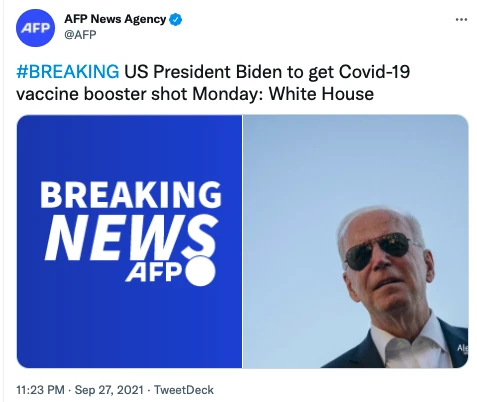 AFP
AFP News Agency
@AFP
#BREAKING US President Biden to get Covid-19
vaccine booster shot Monday: White House
BREAKING
NEWS
AFP
Ale
11:23 PM · Sep 27, 2021 · TweetDeck